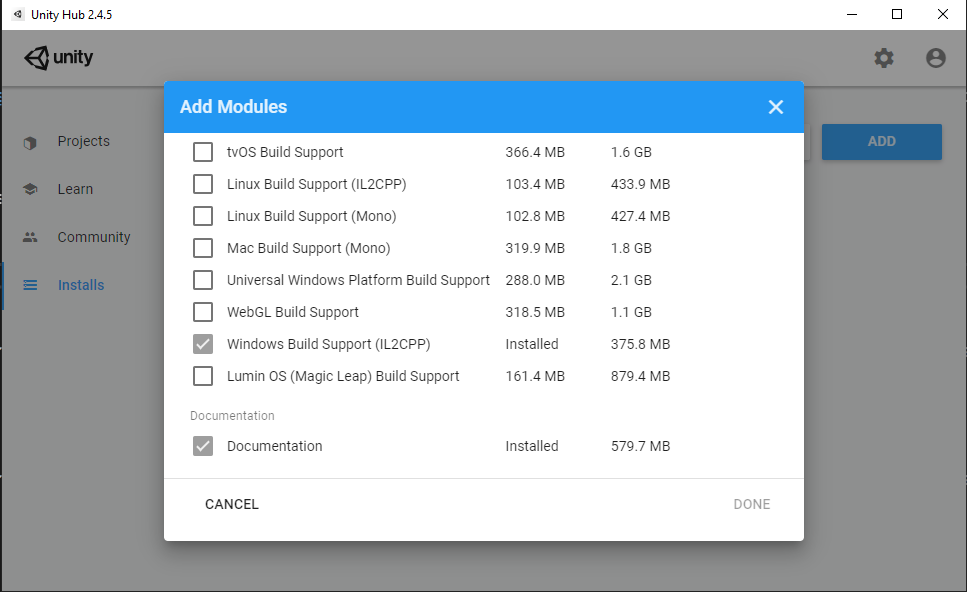 Unity Hub 2.4.5
unity
Add Modules
ADD
Projects
Learn
Community
Installs
tvOS Build Support 366.4 MB 1.6 GB
Linux Build Support (IL2CPP) 103.4 MB 433.9 MB
Linux Build Support (Mono) 102.8 MB 427.4 MB
Mac Build Support (Mono) 319.9 MB 1.8 GB
Universal Windows Platform Build Support 288.0 MB 2.1 GB
WebGL Build Support 318.5 MB 1.1 GB
Windows Build Support (IL2CPP) Installed 375.8 MB
Lumin OS (Magic Leap) Build Support 161.4 MB 879.4 MB
Documentation
Documentation Installed 579.7 MB
CANCEL DONE